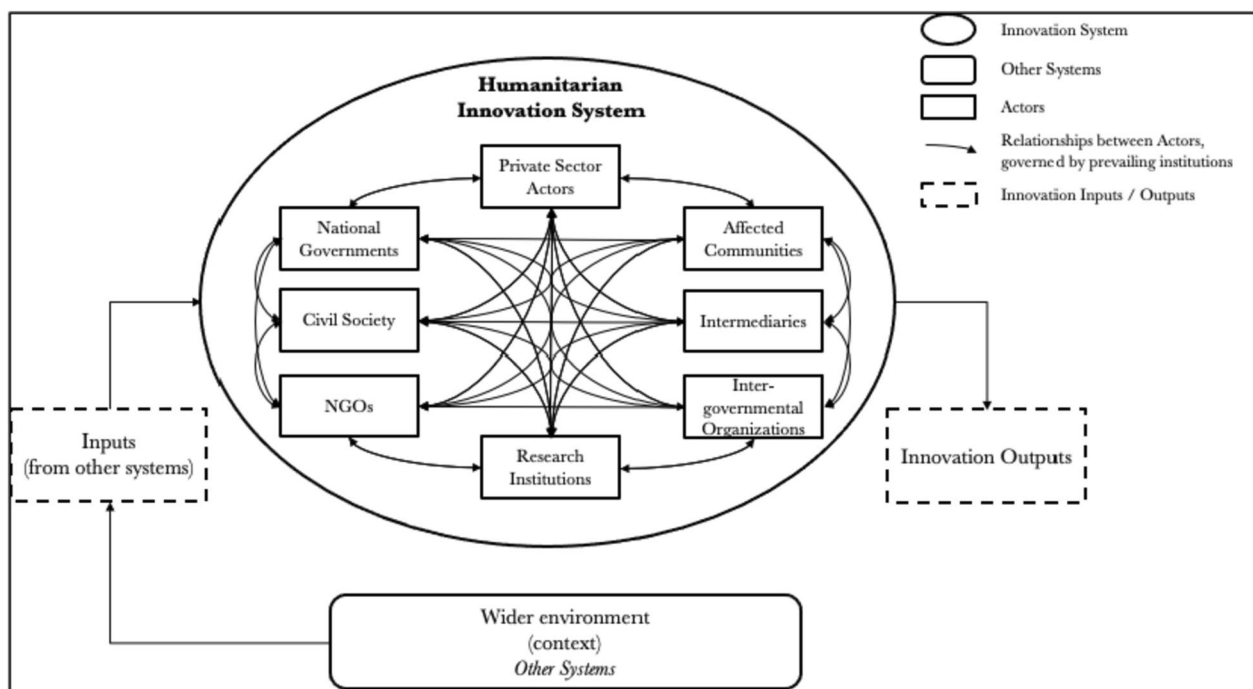 Innovation System
Other Systems
Actors
Relationships between Actors,
governed by prevailing institutions
Innovation Inputs / Outputs
Humanitarian
Innovation System
Private Sector
Actors
National
Governments
Affected
Communities
Civil Society
Intermediaries
NGOs
Inter-
governmental
Organizations
Research
Institutions
Inputs
(from other systems)
Innovation Outputs
Wider environment
(context)
Other Systems